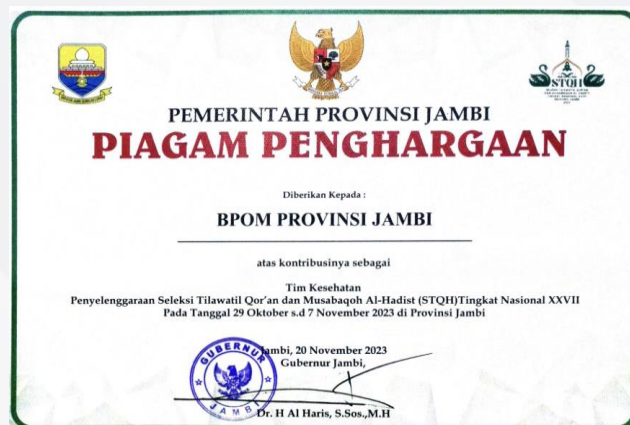 STQH
PEMERINTAH PROVINSI JAMBI
PIAGAM PENGHARGAAN
Diberikan Kepada :
BPOM PROVINSI JAMBI
atas kontribusinya sebagai
Tim Kesehatan
Penyelenggaraan Seleksi Tilawatil Qor'an dan Musabaqoh Al-Hadist (STQH)Tingkat Nasional XXVII
Pada Tanggal 29 Oktober s.d 7 November 2023 di Provinsi Jambi
Jambi, 20 November 2023
Gubernur Jambi,
GUBERNUR
JAMBI
Dr. H Al Haris, S.Sos.,M.H